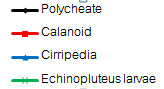 Polycheate
Calanoid
Cirripedia
Echinopluteus larvae